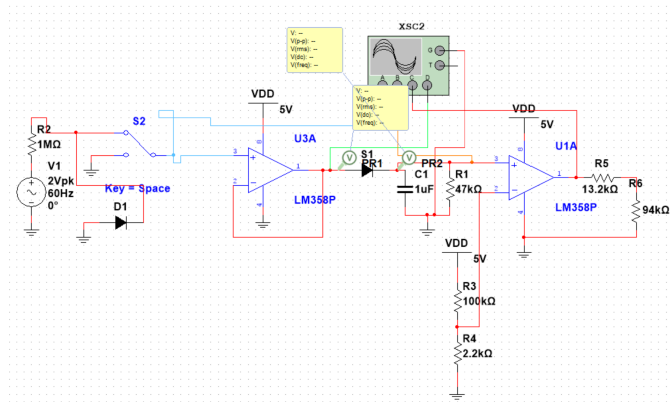 XSC2
G
T
A B C D
V: --
V(p-p): --
V(rms): --
V(dc): --
V(freq): --
V: --
V(p-p): --
V(rms): --
V(dc): --
V(freq): --
VDD
5V
VDD
5V
R2
1MΩ
S2
U3A
U1A
V1
2Vpk
60Hz
0°
Key = Space
D1
3
2
8
4
1
+
−
LM358P
V
S1
PR1
V
PR2
C1
1uF
R1
47kΩ
3
2
8
4
1
+
−
LM358P
R5
13.2kΩ
R6
94kΩ
VDD
5V
R3
100kΩ
R4
2.2kΩ